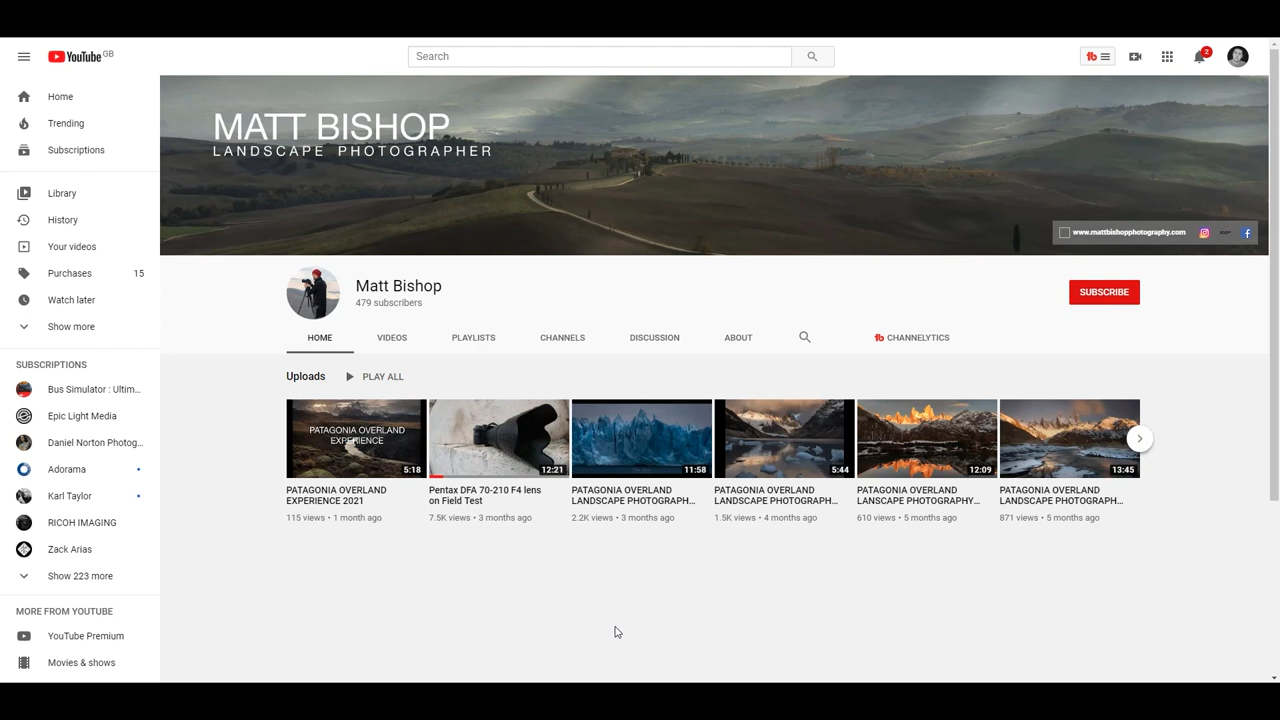 YouTube GB
Search
2
Home
Trending
Subscriptions
Library
History
Your videos
Purchases 15
Watch later
Show more
SUBSCRIPTIONS
Bus Simulator : Ultim...
Epic Light Media
Daniel Norton Photog...
Adorama
Karl Taylor
RICOH IMAGING
Zack Arias
Show 223 more
MORE FROM YOUTUBE
YouTube Premium
Movies & shows
MATT BISHOP
LANDSCAPE PHOTOGRAPHER
www.mattbishopphotography.com
Matt Bishop
479 subscribers
SUBSCRIBE
HOME VIDEOS PLAYLISTS CHANNELS DISCUSSION ABOUT CHANNELYTICS
Uploads PLAY ALL
PATAGONIA OVERLAND
EXPERIENCE
5:18
PATAGONIA OVERLAND
EXPERIENCE 2021
115 views • 1 month ago
12:21
Pentax DFA 70-210 F4 lens
on Field Test
7.5K views • 3 months ago
11:58
PATAGONIA OVERLAND
LANDSCAPE PHOTOGRAPH...
2.2K views • 3 months ago
5:44
PATAGONIA OVERLAND
LANDSCAPE PHOTOGRAPH...
1.5K views • 4 months ago
12:09
PATAGONIA OVERLAND
LANSCAPE PHOTOGRAPHY...
610 views • 5 months ago
13:45
PATAGONIA OVERLAND
LANDSCAPE PHOTOGRAPH...
871 views • 5 months ago